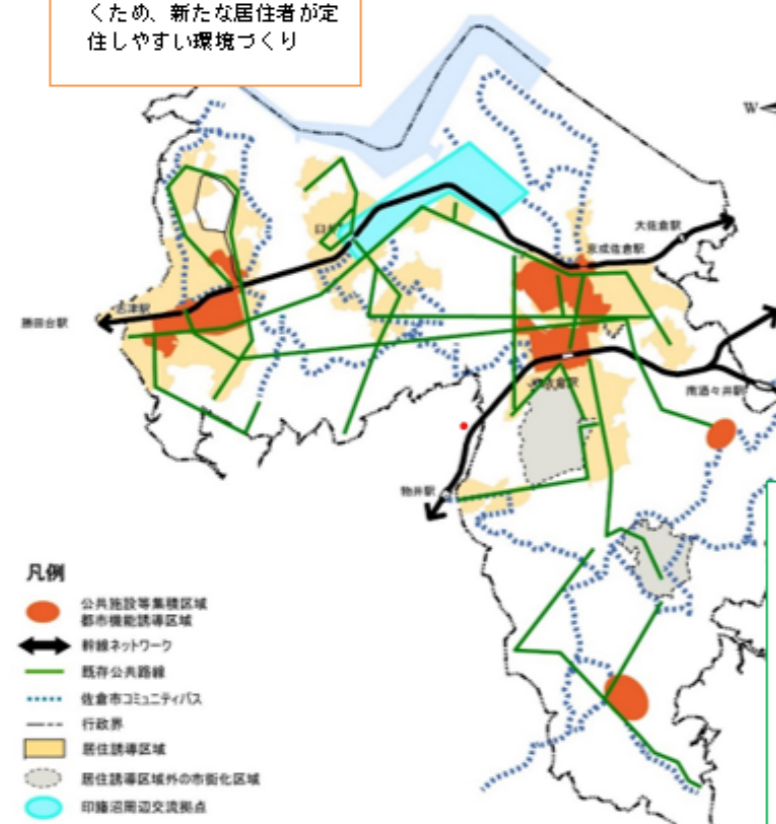 くため、新たな居住者が定
住しやすい環境づくり
W
大佐倉駅
京成佐倉駅
志津駅
勝田台駅
南酒々井駅
物井駅
凡例
公共施設等集積区域
都市機能誘導区域
幹線ネットワーク
既存公共路線
佐倉市コミュニティバス
行政界
居住誘導区域
居住誘導区域外の市街化区域
印旛沼周辺交流拠点